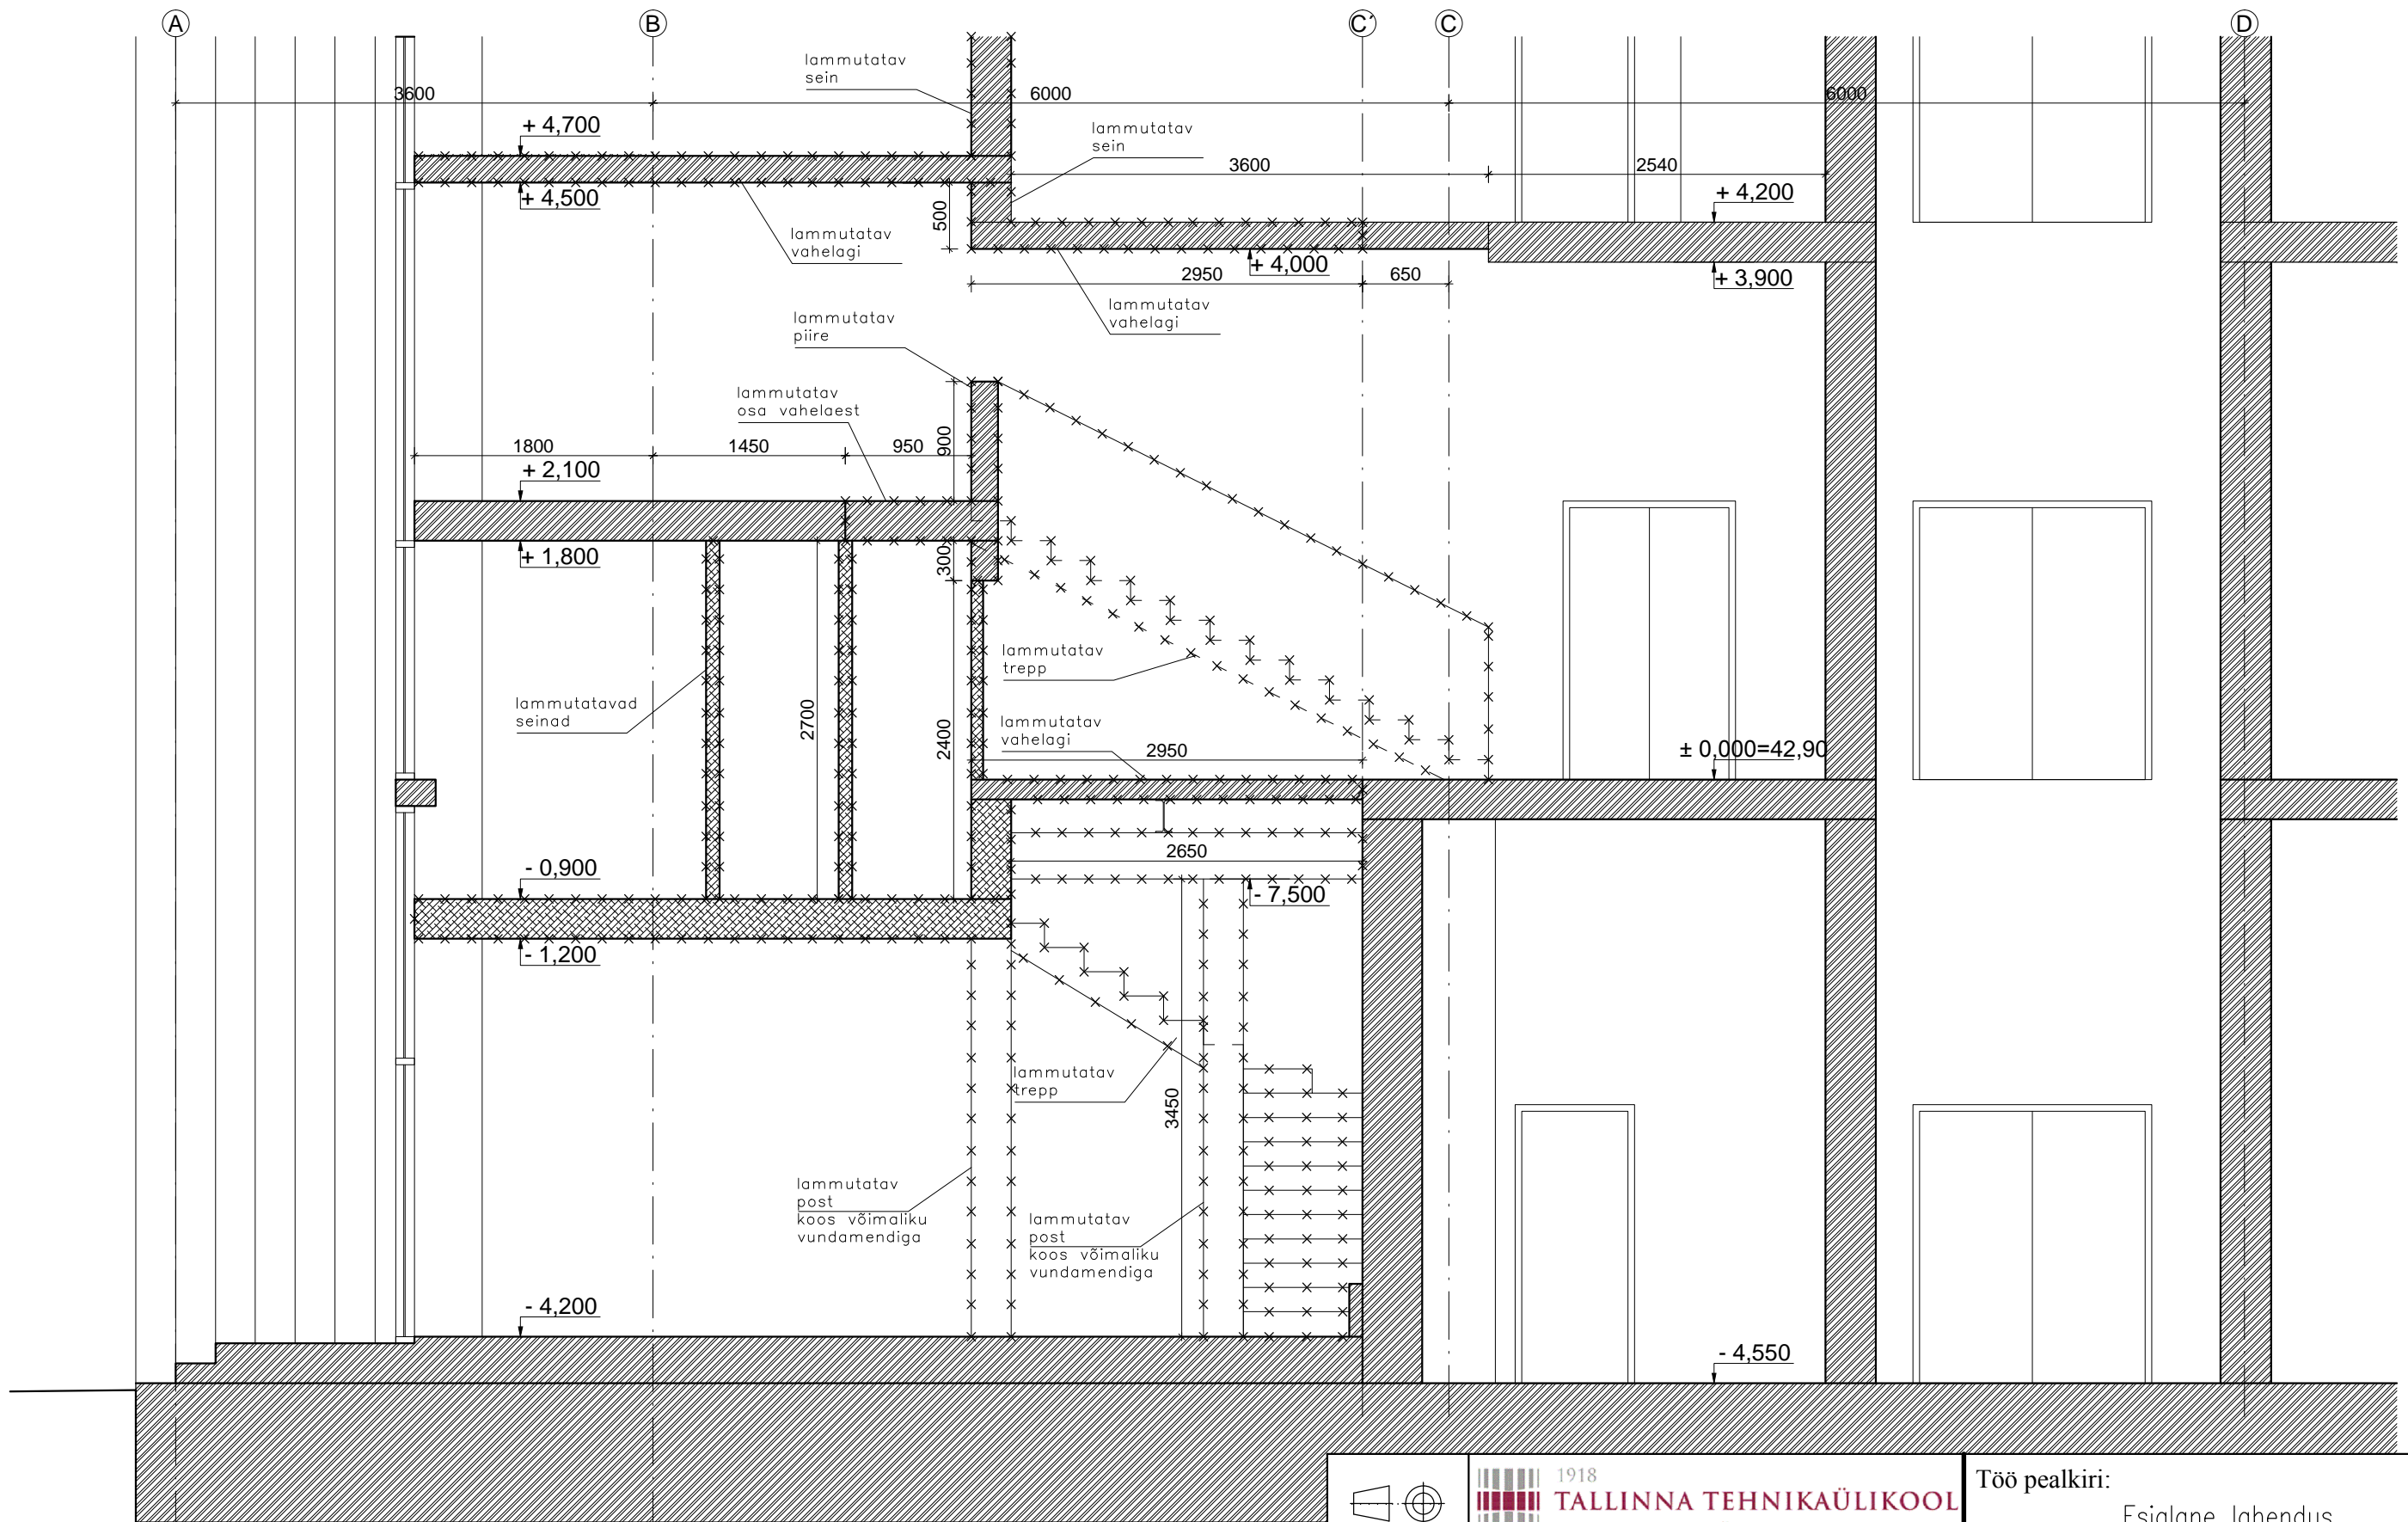 A
B
C´
C
D
lammutatav
sein
3600
6000
6000
+ 4,700
lammutatav
sein
3600
2540
+ 4,500
+ 4,200
500
lammutatav
vahelagi
+ 4,000
2950
650
+ 3,900
lammutatav
vahelagi
lammutatav
piire
lammutatav
osa vahelaest
1800
1450
950
900
+ 2,100
+ 1,800
300
lammutatav
trepp
lammutatavad
seinad
2700
2400
lammutatav
vahelagi
2950
± 0,000=42,90
2650
- 0,900
- 7,500
- 1,200
lammutatav
trepp
3450
lammutatav
post
koos võimaliku
vundamendiga
lammutatav
post
koos võimaliku
vundamendiga
- 4,200
- 4,550
1918
TALLINNA TEHNIKAÜLIKOOL
Töö pealkiri:
Esialgne lahendus